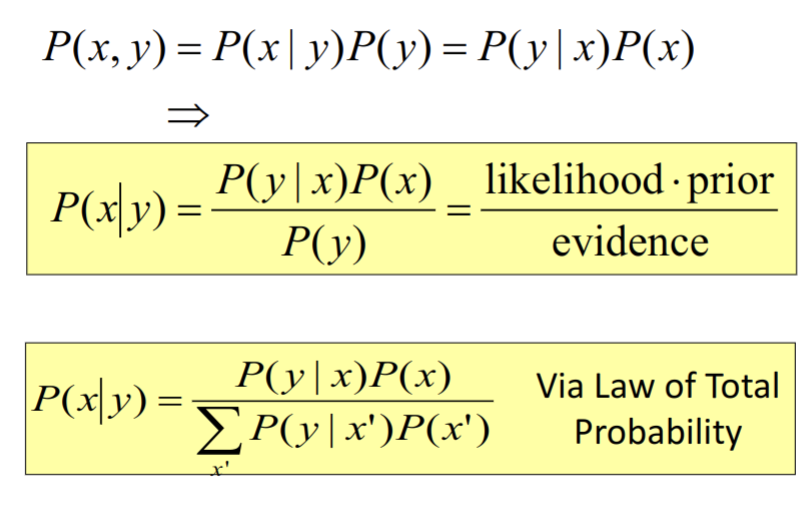 P(x, y) = P(x | y)P(y) = P(y | x)P(x)
⇒
P(x|y) = P(y | x)P(x) / P(y) = likelihood · prior / evidence
P(x|y) = P(y | x)P(x) / ∑x' P(y | x')P(x')
Via Law of Total
Probability